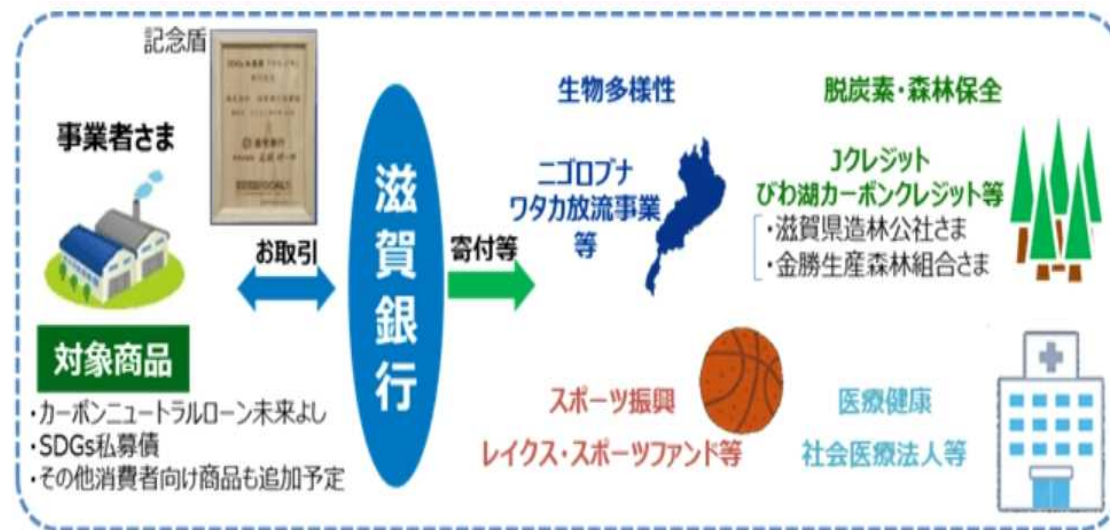 記念盾
事業者さま
お取引
対象商品
・カーボンニュートラルローン未来よし
・SDGs私募債
・その他消費者向け商品も追加予定
滋賀銀行
寄付等
生物多様性
ニゴロブナ
ワタカ放流事業
等
脱炭素・森林保全
Jクレジット
びわ湖カーボンクレジット等
・滋賀県造林公社さま
・金勝生産森林組合さま
スポーツ振興
レイクス・スポーツファンド等
医療健康
社会医療法人等